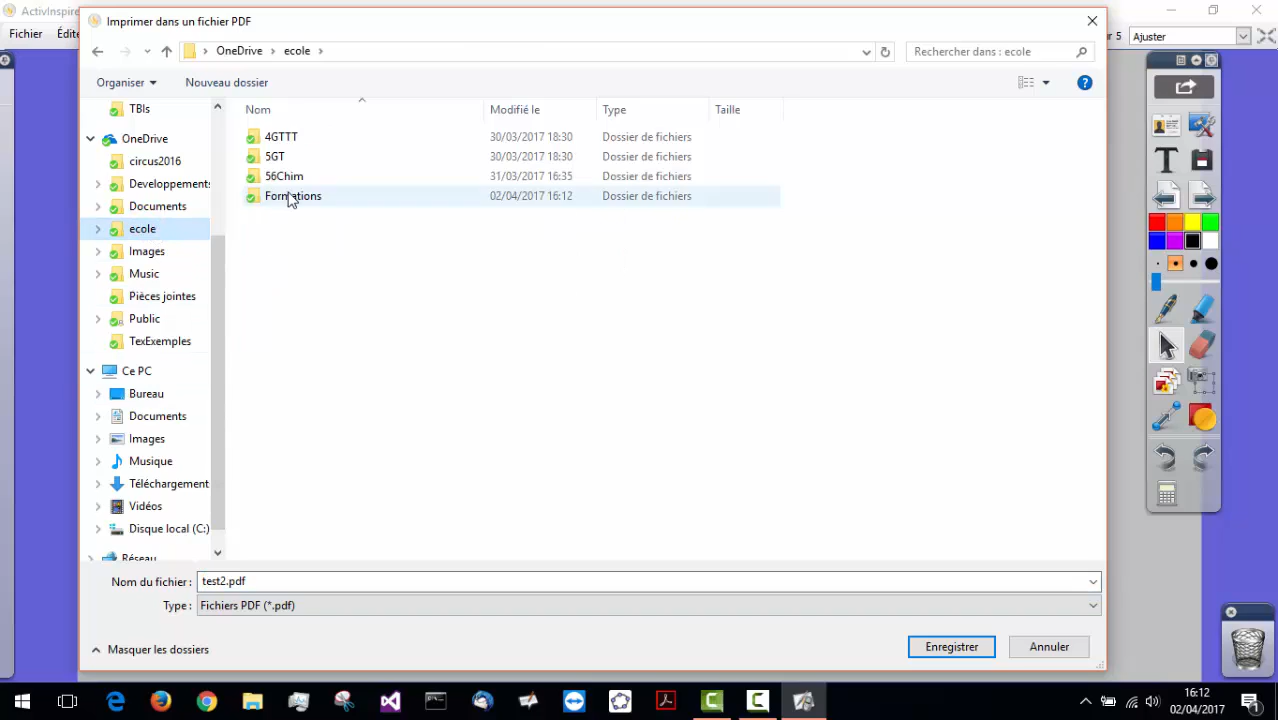 ActivInspire
Imprimer dans un fichier PDF
Fichier
5
Ajuster
OneDrive
ecole
Rechercher dans : ecole
Organiser
Nouveau dossier
Nom
Modifié le
Type
Taille
TBIs
OneDrive
circus2016
Developpements
Documents
ecole
Images
Music
Pièces jointes
Public
TexExemples
Ce PC
Bureau
Documents
Images
Musique
Téléchargement
Vidéos
Disque local (C:)
Réseau
4GTTT 30/03/2017 18:30 Dossier de fichiers
5GT 30/03/2017 18:30 Dossier de fichiers
56Chim 31/03/2017 16:35 Dossier de fichiers
Formations 02/04/2017 16:12 Dossier de fichiers
T
Nom du fichier : test2.pdf
Type : Fichiers PDF (*.pdf)
Masquer les dossiers
Enregistrer
Annuler
16:12
02/04/2017